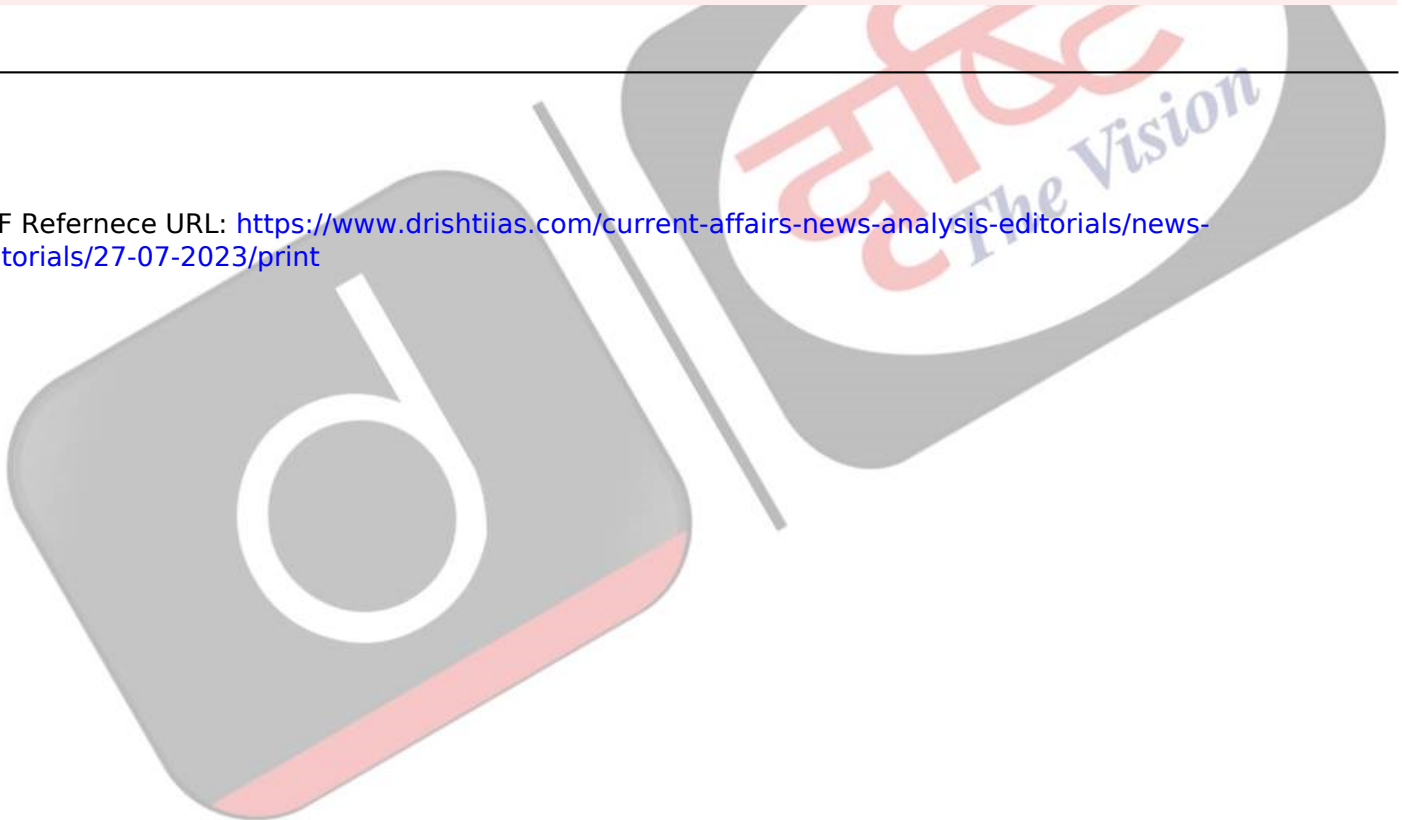 दृष्टि
The Vision
F Refernece URL: https://www.drishtiias.com/current-affairs-news-analysis-editorials/news-
torials/27-07-2023/print
d